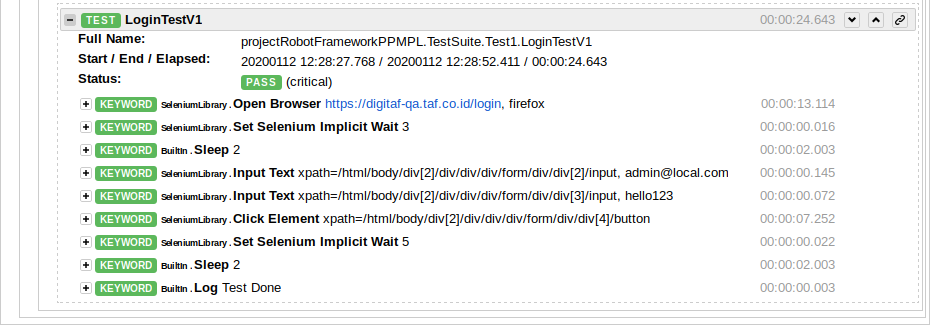 − TEST LoginTestV1 00:00:24.643
Full Name: projectRobotFrameworkPPMPL.TestSuite.Test1.LoginTestV1
Start / End / Elapsed: 20200112 12:28:27.768 / 20200112 12:28:52.411 / 00:00:24.643
Status: PASS (critical)
+ KEYWORD SeleniumLibrary.Open Browser https://digitaf-qa.taf.co.id/login, firefox 00:00:13.114
+ KEYWORD SeleniumLibrary.Set Selenium Implicit Wait 3 00:00:00.016
+ KEYWORD BuiltIn.Sleep 2 00:00:02.003
+ KEYWORD SeleniumLibrary.Input Text xpath=/html/body/div[2]/div/div/div/form/div/div[2]/input, admin@local.com 00:00:00.145
+ KEYWORD SeleniumLibrary.Input Text xpath=/html/body/div[2]/div/div/div/form/div/div[3]/input, hello123 00:00:00.072
+ KEYWORD SeleniumLibrary.Click Element xpath=/html/body/div[2]/div/div/div/form/div/div[4]/button 00:00:07.252
+ KEYWORD SeleniumLibrary.Set Selenium Implicit Wait 5 00:00:00.022
+ KEYWORD BuiltIn.Sleep 2 00:00:02.003
+ KEYWORD BuiltIn.Log Test Done 00:00:00.003